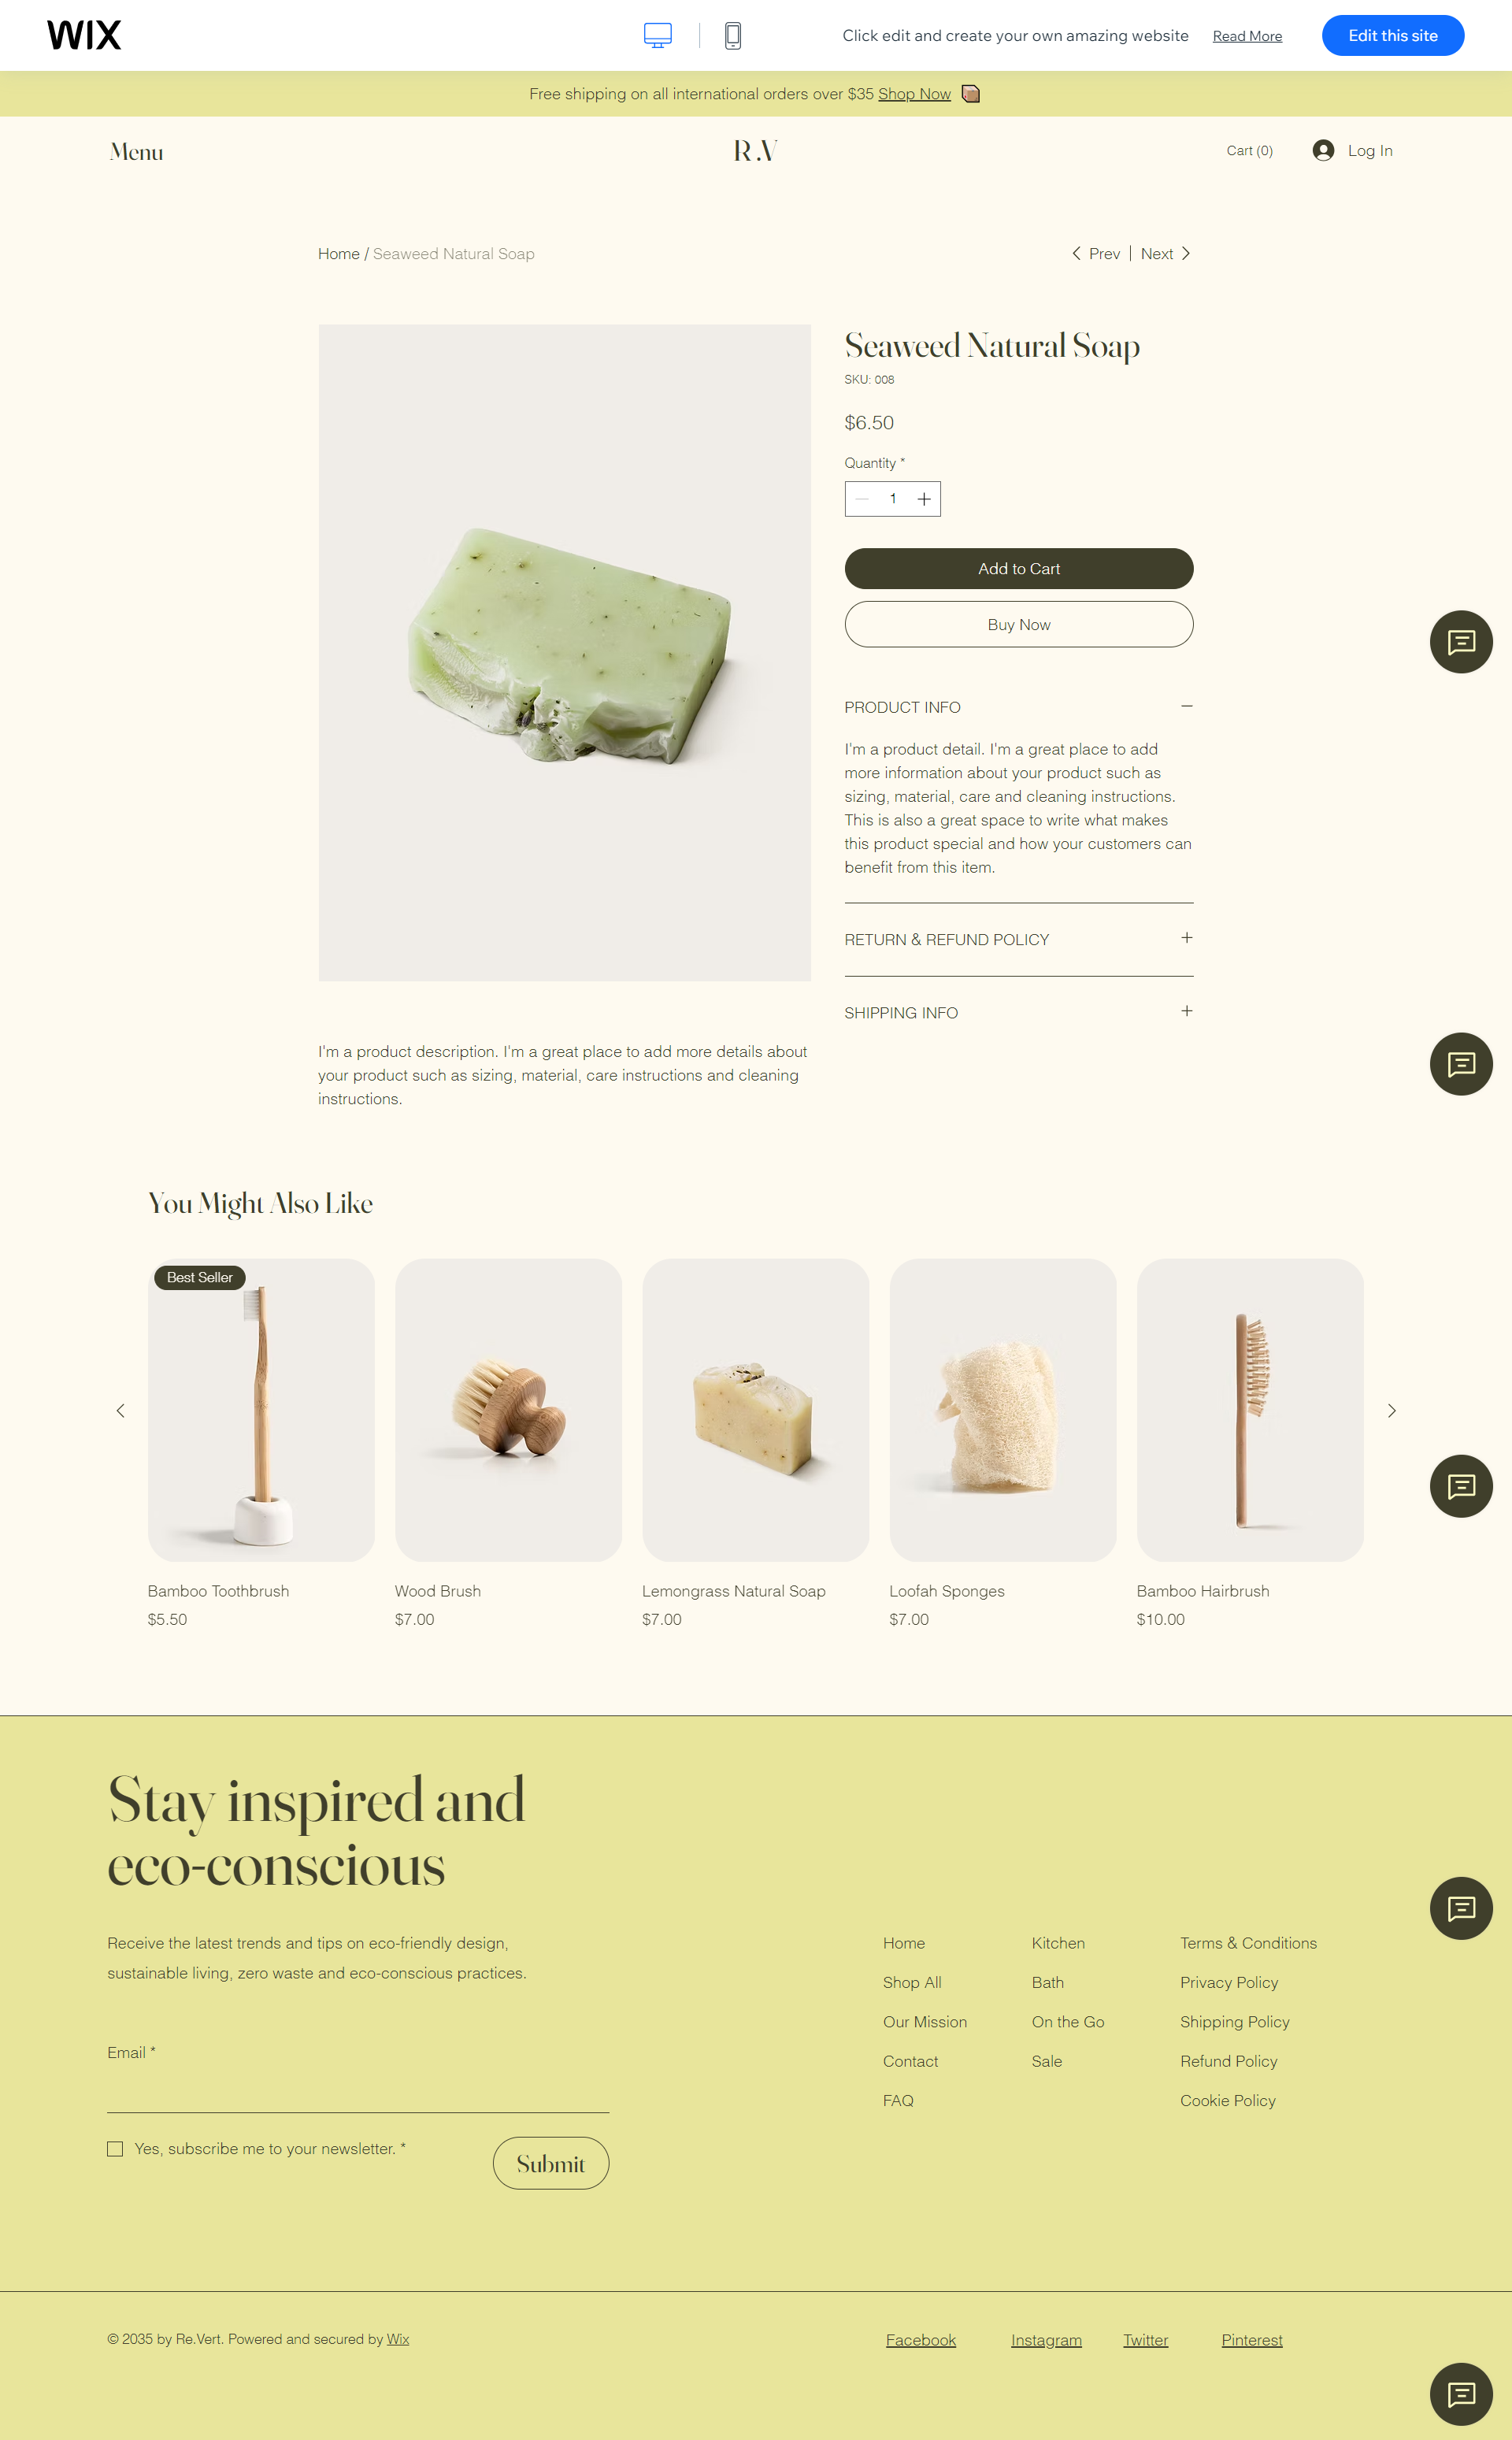 WIX
Click edit and create your own amazing website
Read More
Edit this site
Free shipping on all international orders over $35 Shop Now
Menu
R.V
Cart (0)
Log In
Home / Seaweed Natural Soap
Prev
Next
Seaweed Natural Soap
SKU: 008
$6.50
Quantity *
1
Add to Cart
Buy Now
PRODUCT INFO
I'm a product detail. I'm a great place to add
more information about your product such as
sizing, material, care and cleaning instructions.
This is also a great space to write what makes
this product special and how your customers can
benefit from this item.
RETURN & REFUND POLICY
SHIPPING INFO
I'm a product description. I'm a great place to add more details about
your product such as sizing, material, care instructions and cleaning
instructions.
You Might Also Like
Best Seller
Bamboo Toothbrush
$5.50
Wood Brush
$7.00
Lemongrass Natural Soap
$7.00
Loofah Sponges
$7.00
Bamboo Hairbrush
$10.00
Stay inspired and
eco-conscious
Receive the latest trends and tips on eco-friendly design,
sustainable living, zero waste and eco-conscious practices.
Email *
Yes, subscribe me to your newsletter. *
Submit
Home
Shop All
Our Mission
Contact
FAQ
Kitchen
Bath
On the Go
Sale
Terms & Conditions
Privacy Policy
Shipping Policy
Refund Policy
Cookie Policy
© 2035 by Re.Vert. Powered and secured by Wix
Facebook
Instagram
Twitter
Pinterest